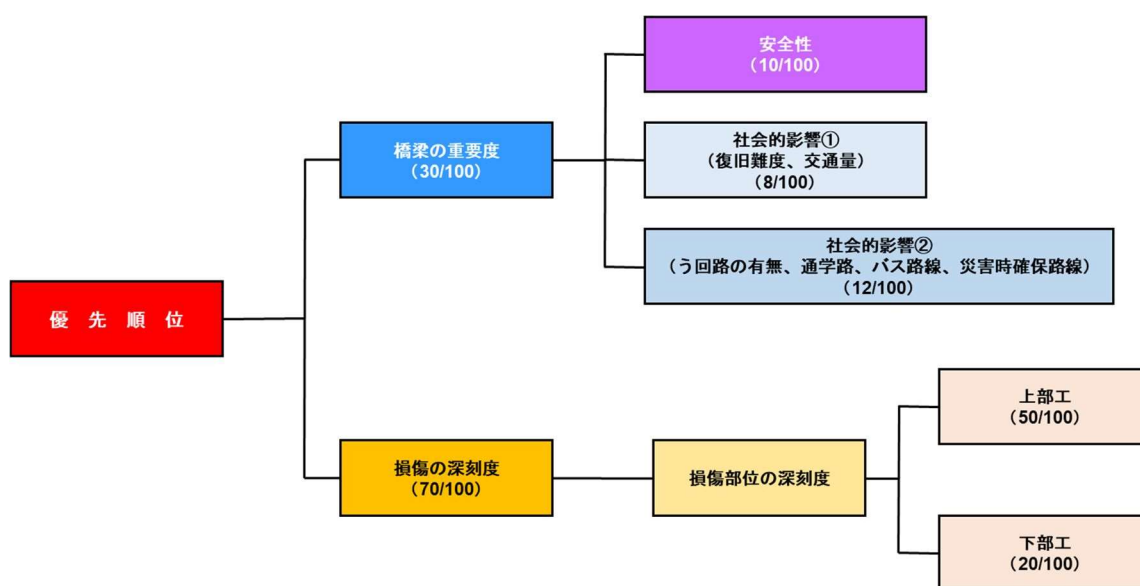 安全性
（10/100）
橋梁の重要度
（30/100）
社会的影響①
（復旧難度、交通量）
（8/100）
社会的影響②
（う回路の有無、通学路、バス路線、災害時確保路線）
（12/100）
優 先 順 位
損傷の深刻度
（70/100）
損傷部位の深刻度
上部工
（50/100）
下部工
（20/100）